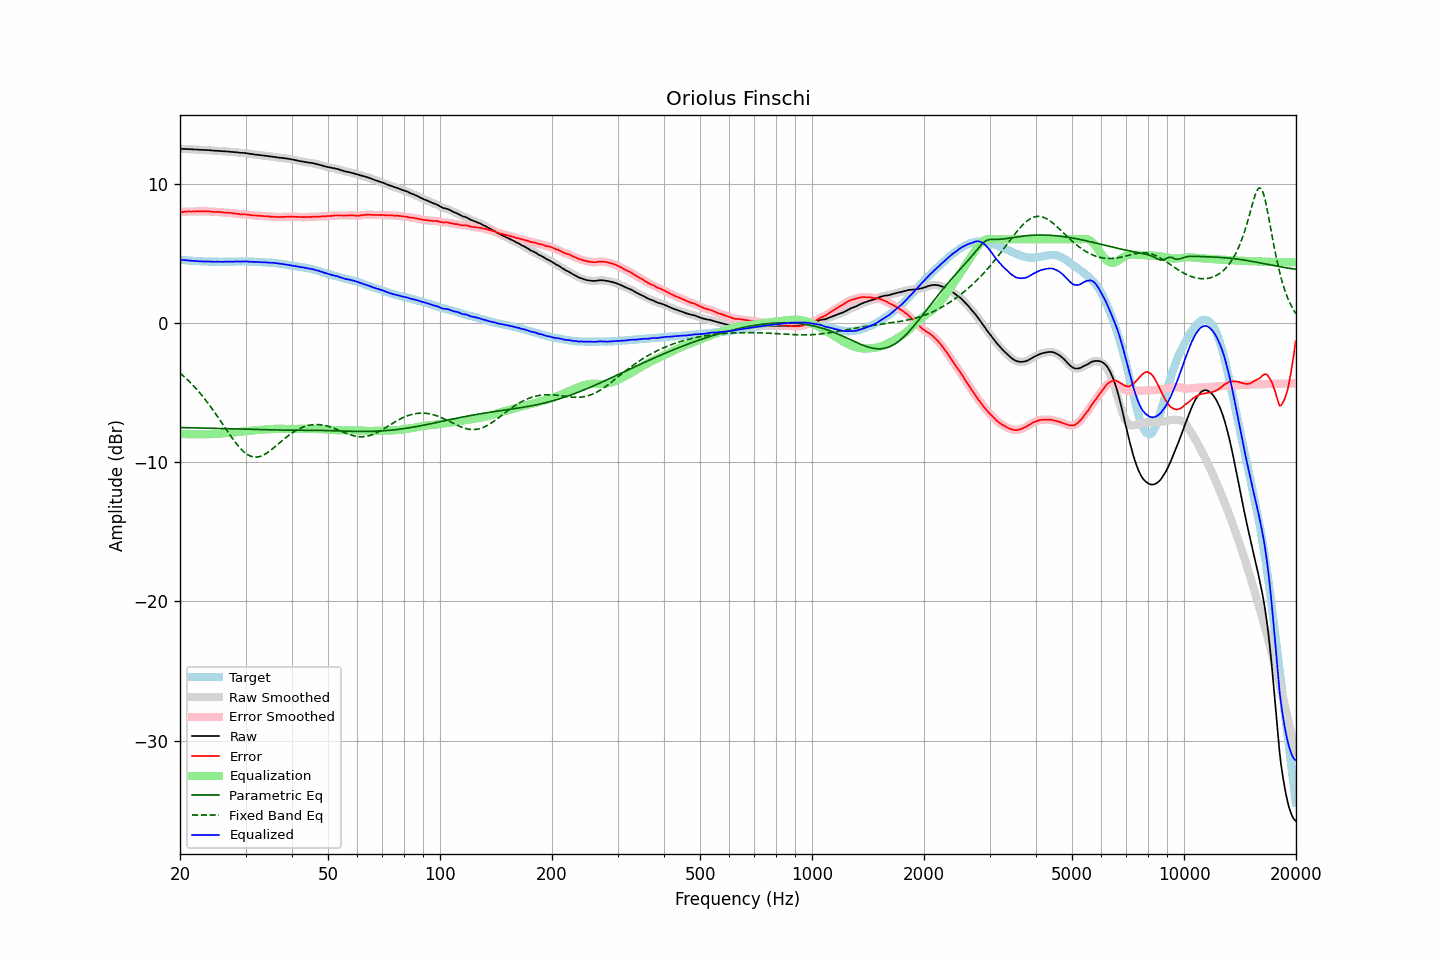 Oriolus Finschi
Amplitude (dBr)
10
0
−10
−20
−30
Target
Raw Smoothed
Error Smoothed
Raw
Error
Equalization
Parametric Eq
Fixed Band Eq
Equalized
20
50
100
200
500
1000
2000
5000
10000
20000
Frequency (Hz)